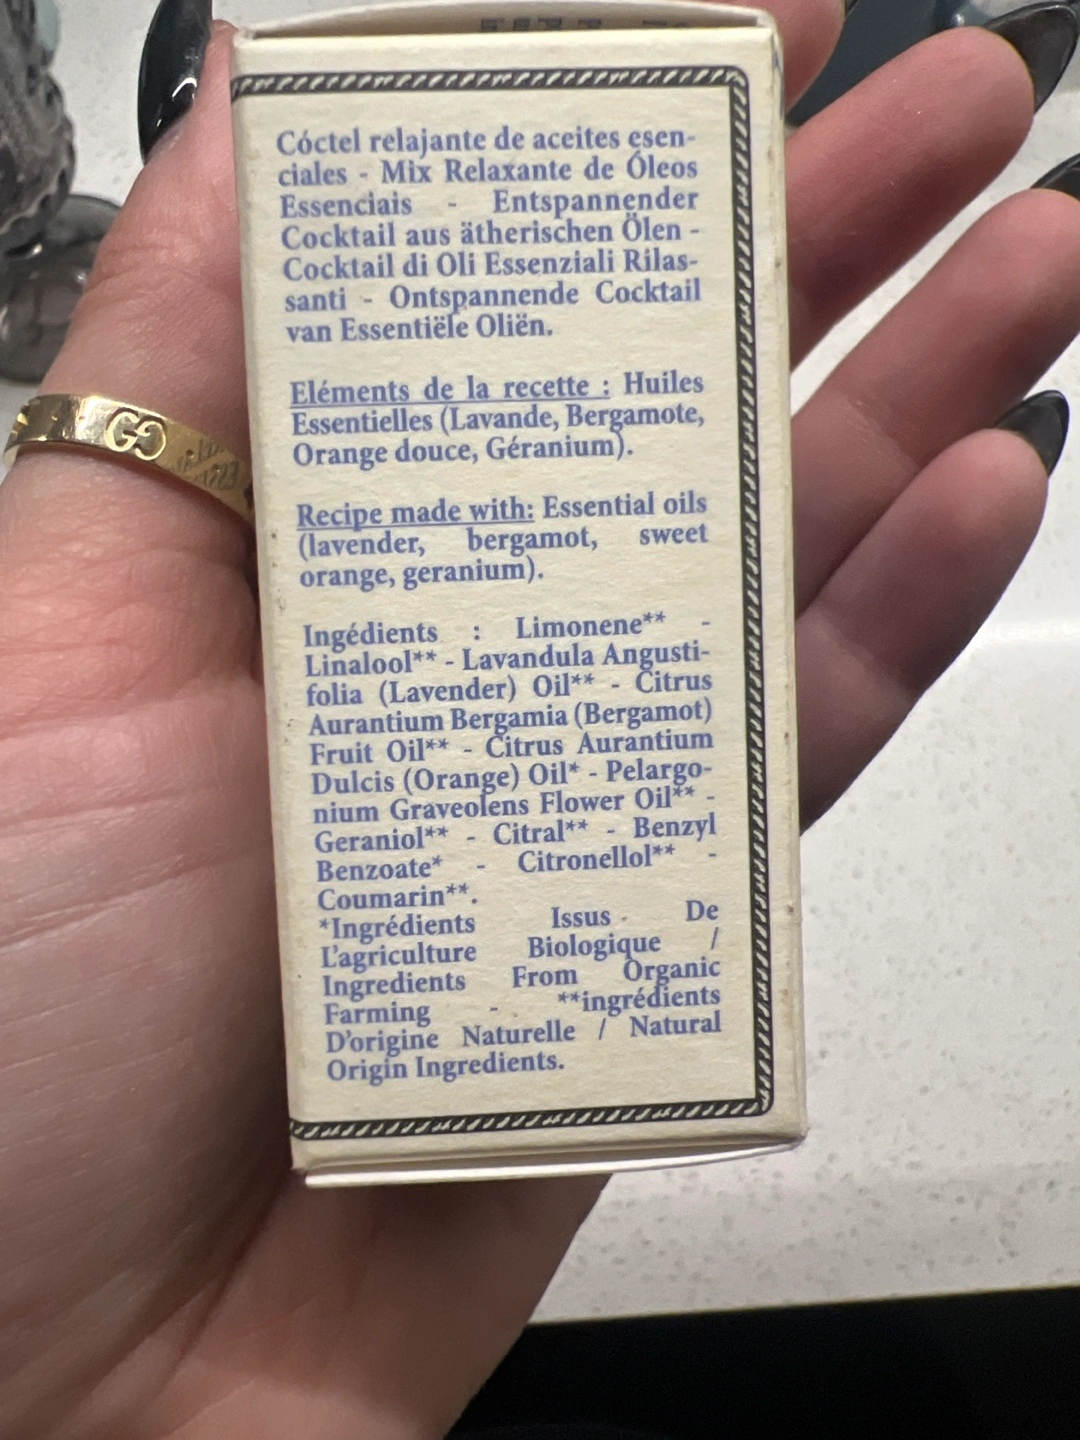 Cóctel relajante de aceites esen-
ciales - Mix Relaxante de Óleos
Essenciais - Entspannender
Cocktail aus ätherischen Ölen -
Cocktail di Oli Essenziali Rilas-
santi - Ontspannende Cocktail
van Essentiële Oliën.
Eléments de la recette : Huiles
Essentielles (Lavande, Bergamote,
Orange douce, Géranium).
Recipe made with: Essential oils
(lavender, bergamot, sweet
orange, geranium).
Ingédients : Limonene** -
Linalool** - Lavandula Angusti-
folia (Lavender) Oil** - Citrus
Aurantium Bergamia (Bergamot)
Fruit Oil** - Citrus Aurantium
Dulcis (Orange) Oil* - Pelargo-
nium Graveolens Flower Oil** -
Geraniol** - Citral** - Benzyl
Benzoate* - Citronellol** -
Coumarin**.
*Ingrédients Issus De
L'agriculture Biologique /
Ingredients From Organic
Farming - **ingrédients
D'origine Naturelle / Natural
Origin Ingredients.